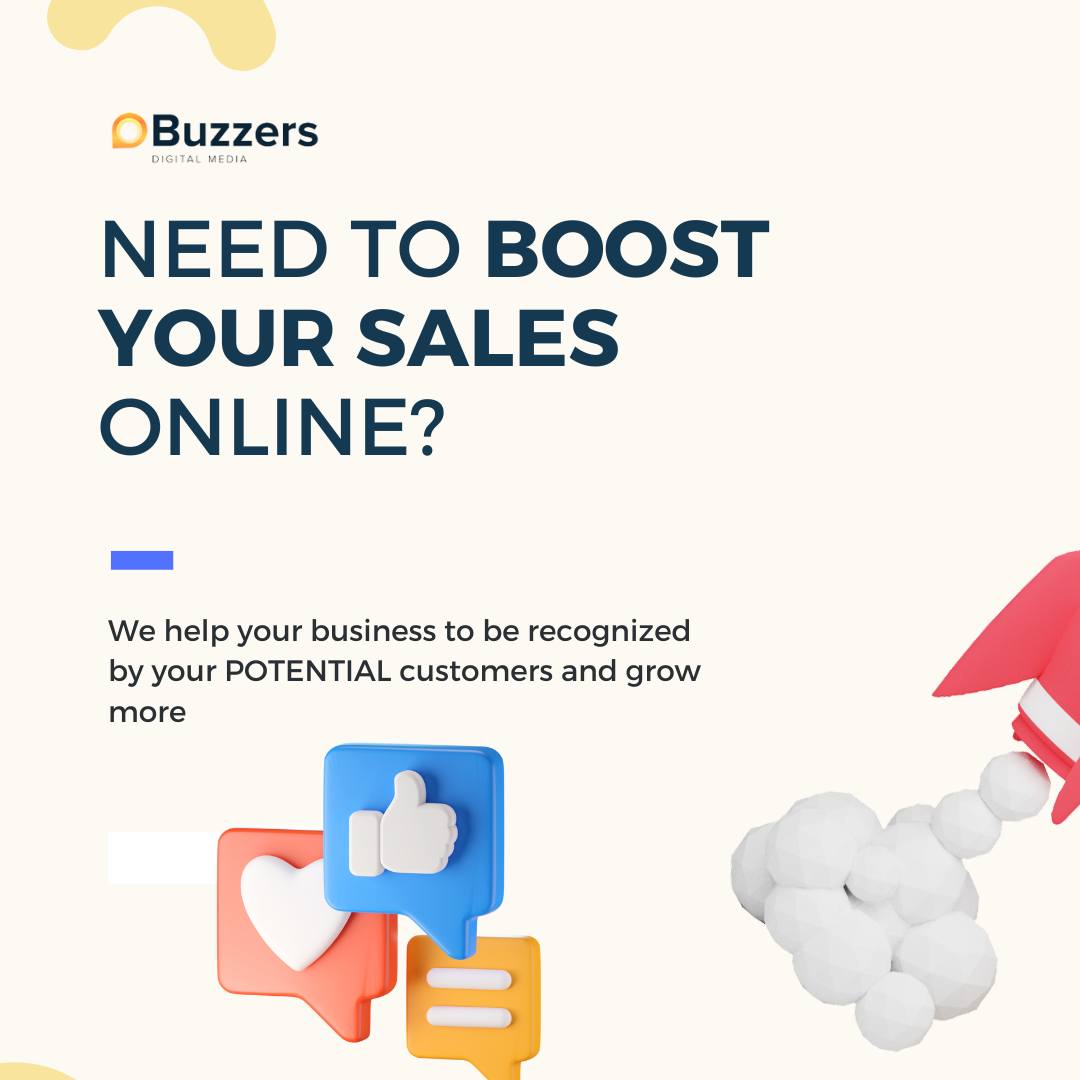 Buzzers
DIGITAL MEDIA
NEED TO BOOST
YOUR SALES
ONLINE?
We help your business to be recognized
by your POTENTIAL customers and grow
more